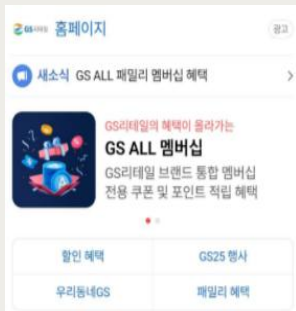 GS리테일 홈페이지 광고
새소식 GS ALL 패밀리 멤버십 혜택
GS리테일의 혜택이 올라가는
GS ALL 멤버십
GS리테일 브랜드 통합 멤버십
전용 쿠폰 및 포인트 적립 혜택
할인 혜택 GS25 행사
우리동네GS 패밀리 혜택